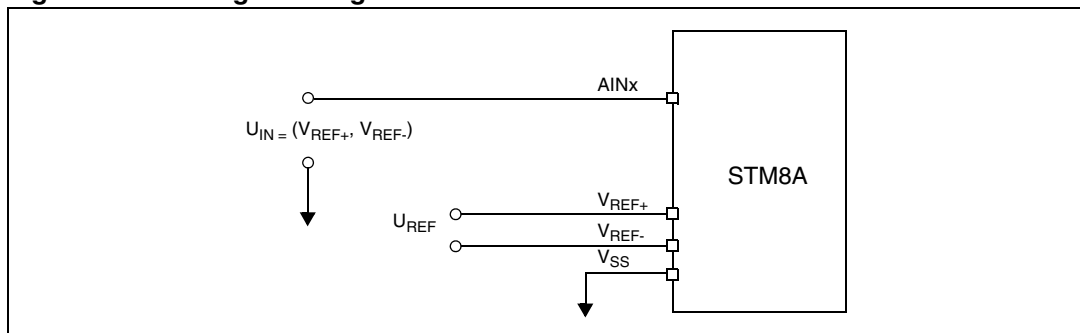 AINx
U_IN = (V_REF+, V_REF-)
STM8A
V_REF+
U_REF
V_REF-
V_SS